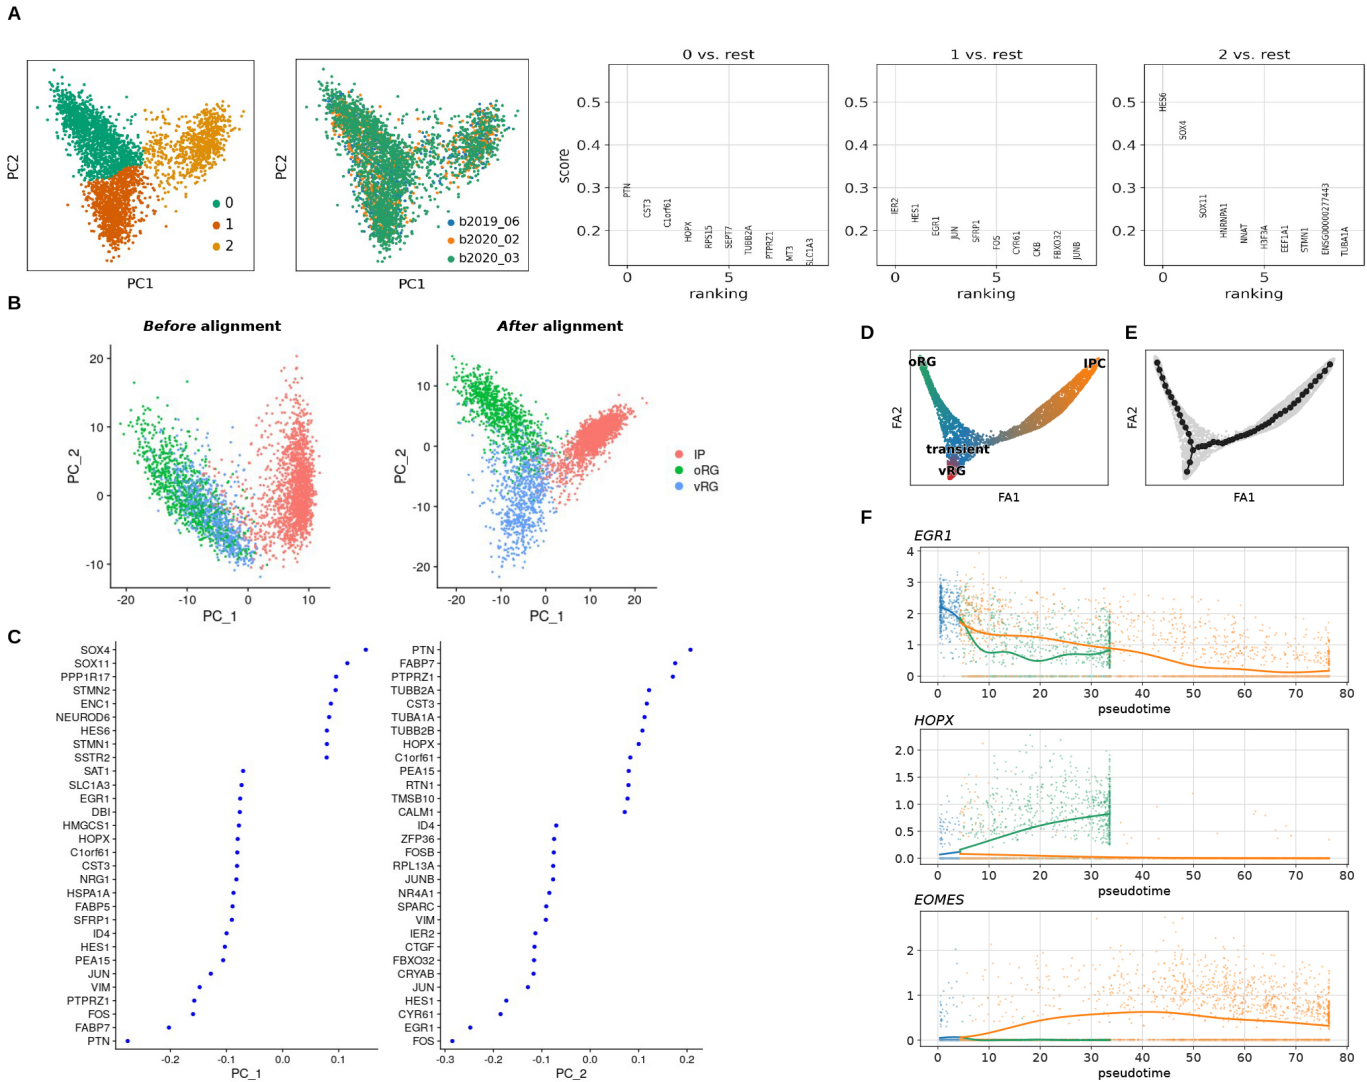 A
PC2
PC1
0
1
2
PC2
PC1
b2019_06
b2020_02
b2020_03
0 vs. rest
score
0.5
0.4
0.3
0.2
PTN
CST3
C1orf61
HOPX
RPS15
SEPT7
TUBB2A
PTPRZ1
MT3
SLC1A3
0
5
ranking
1 vs. rest
0.5
0.4
0.3
0.2
IER2
HES1
EGR1
JUN
SFRP1
FOS
CYR61
CKB
FBXO32
JUNB
0
5
ranking
2 vs. rest
0.5
0.4
0.3
0.2
HES6
SOX4
SOX11
HNRNPA1
NNAT
H3F3A
EEF1A1
STMN1
ENSG00000277443
TUBA1A
0
5
ranking
B
Before alignment
PC_2
20
10
0
-10
-20
-10
0
10
PC_1
After alignment
PC_2
10
0
-10
-20
-20
-10
0
10
20
PC_1
IP
oRG
vRG
C
SOX4
SOX11
PPP1R17
STMN2
ENC1
NEUROD6
HES6
STMN1
SSTR2
SAT1
SLC1A3
EGR1
DBI
HMGCS1
HOPX
C1orf61
CST3
NRG1
HSPA1A
FABP5
SFRP1
ID4
HES1
PEA15
JUN
VIM
PTPRZ1
FOS
FABP7
PTN
-0.2
-0.1
0.0
0.1
PC_1
PTN
FABP7
PTPRZ1
TUBB2A
CST3
TUBA1A
TUBB2B
HOPX
C1orf61
PEA15
RTN1
TMSB10
CALM1
ID4
ZFP36
FOSB
RPL13A
JUNB
NR4A1
SPARC
VIM
IER2
CTGF
FBXO32
CRYAB
JUN
HES1
CYR61
EGR1
FOS
-0.3
-0.2
-0.1
0.0
0.1
0.2
PC_2
D
FA2
oRG
IPC
transient
vRG
FA1
E
FA2
FA1
F
EGR1
4
3
2
1
0
0 10 20 30 40 50 60 70 80
pseudotime
HOPX
2.0
1.5
1.0
0.5
0.0
0 10 20 30 40 50 60 70 80
pseudotime
EOMES
2
1
0
0 10 20 30 40 50 60 70 80
pseudotime